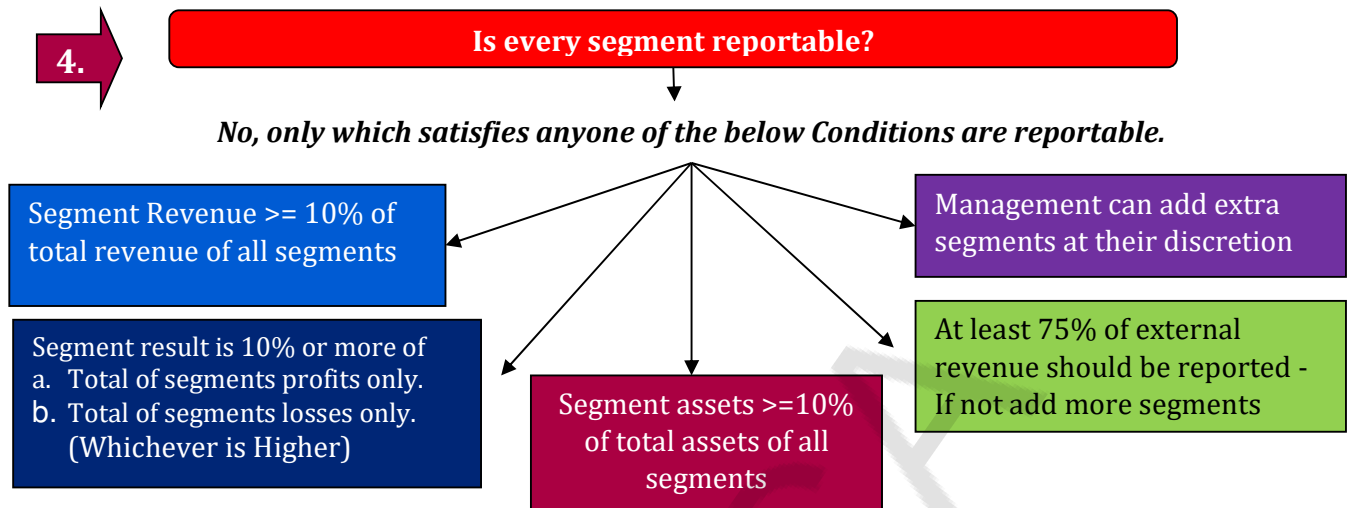 4.
Is every segment reportable?
No, only which satisfies anyone of the below Conditions are reportable.
Segment Revenue >= 10% of
total revenue of all segments
Management can add extra
segments at their discretion
Segment result is 10% or more of
a. Total of segments profits only.
b. Total of segments losses only.
(Whichever is Higher)
Segment assets >=10%
of total assets of all
segments
At least 75% of external
revenue should be reported -
If not add more segments